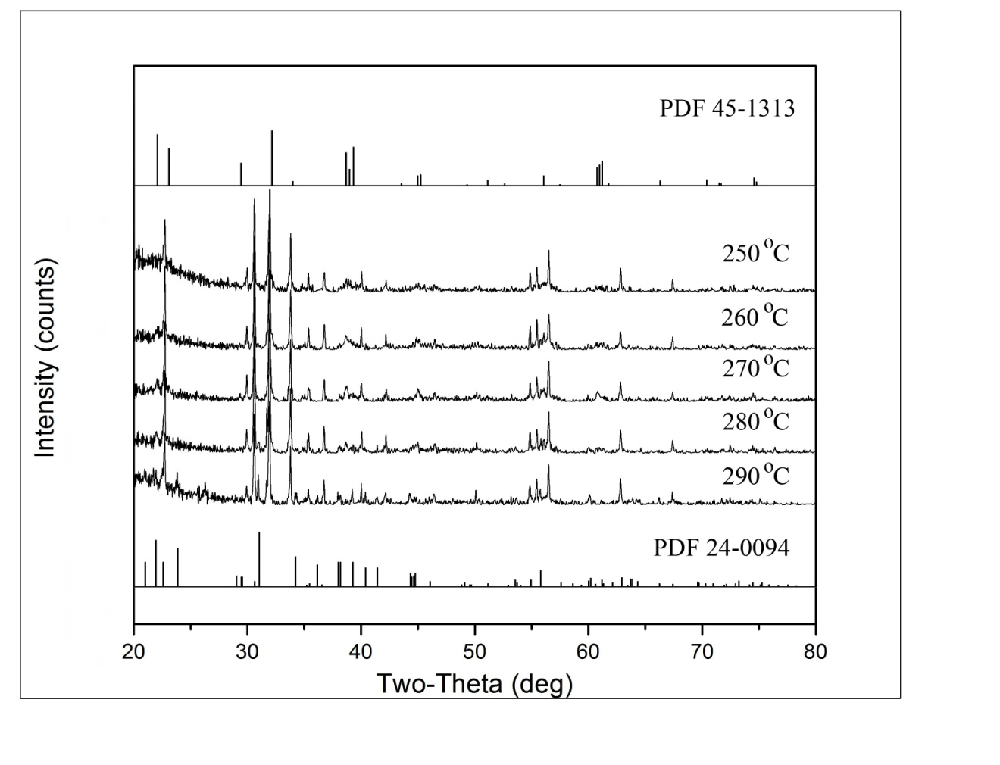 PDF 45-1313
250 °C
260 °C
270 °C
280 °C
290 °C
PDF 24-0094
Intensity (counts)
20 30 40 50 60 70 80
Two-Theta (deg)